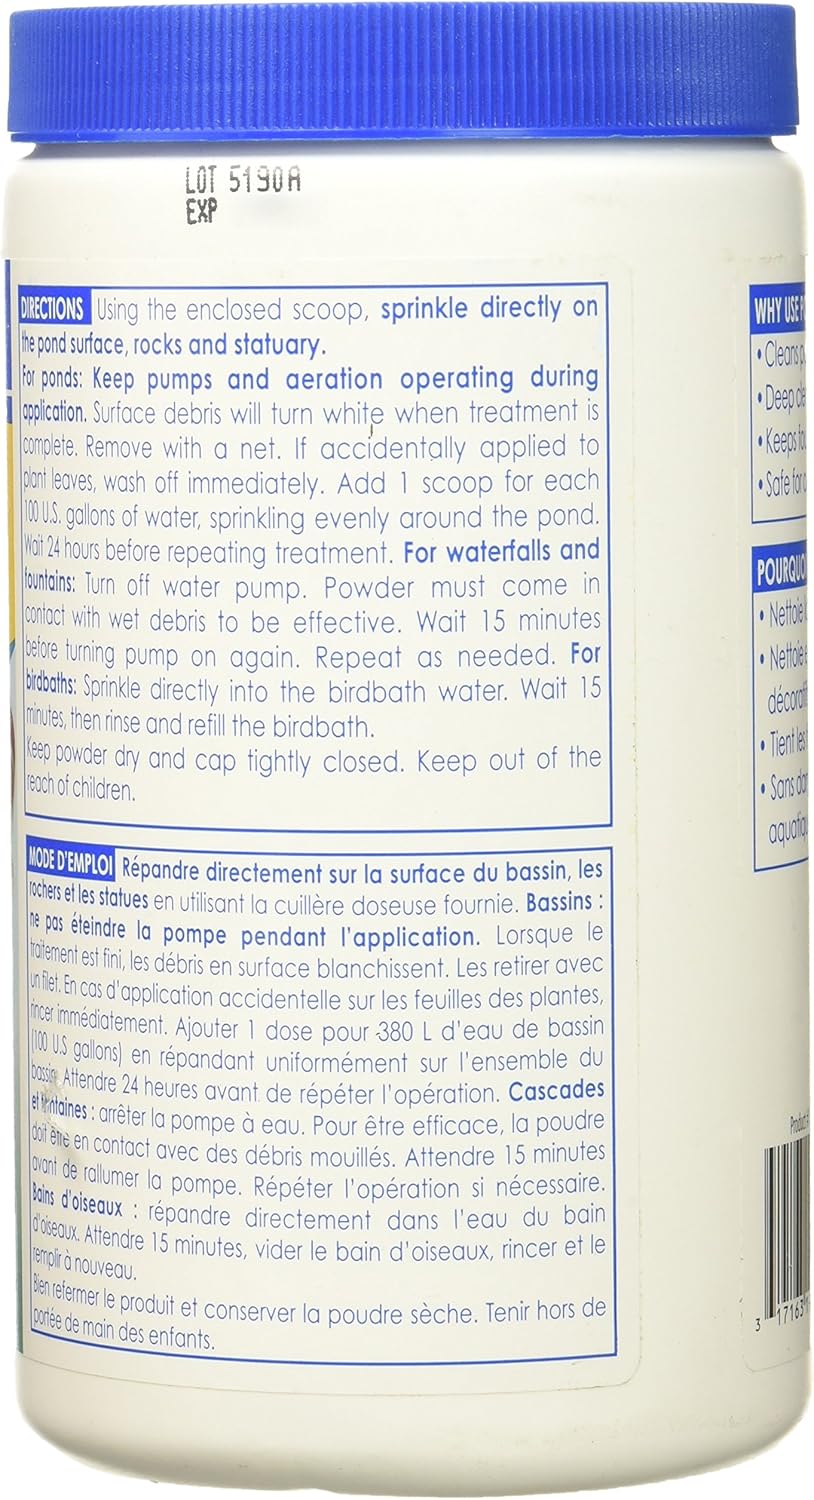 LOT 5190A
EXP
DIRECTIONS Using the enclosed scoop, sprinkle directly on
the pond surface, rocks and statuary.
For ponds: Keep pumps and aeration operating during
application. Surface debris will turn white when treatment is
complete. Remove with a net. If accidentally applied to
plant leaves, wash off immediately. Add 1 scoop for each
100 U.S. gallons of water, sprinkling evenly around the pond.
Wait 24 hours before repeating treatment. For waterfalls and
fountains: Turn off water pump. Powder must come in
contact with wet debris to be effective. Wait 15 minutes
before turning pump on again. Repeat as needed. For
birdbaths: Sprinkle directly into the birdbath water. Wait 15
minutes, then rinse and refill the birdbath.
Keep powder dry and cap tightly closed. Keep out of the
reach of children.
MODE D'EMPLOI Répandre directement sur la surface du bassin, les
rochers et les statues en utilisant la cuillère doseuse fournie. Bassins :
ne pas éteindre la pompe pendant l'application. Lorsque le
traitement est fini, les débris en surface blanchissent. Les retirer avec
un filet. En cas d'application accidentelle sur les feuilles des plantes,
rincer immédiatement. Ajouter 1 dose pour 380 L d'eau de bassin
(100 U.S gallons) en répandant uniformément sur l'ensemble du
bassin. Attendre 24 heures avant de répéter l'opération. Cascades
et fontaines : arrêter la pompe à eau. Pour être efficace, la poudre
doit être en contact avec des débris mouillés. Attendre 15 minutes
avant de rallumer la pompe. Répéter l'opération si nécessaire.
Bains d'oiseaux : répandre directement dans l'eau du bain
d'oiseaux. Attendre 15 minutes, vider le bain d'oiseaux, rincer et le
remplir à nouveau.
Bien refermer le produit et conserver la poudre sèche. Tenir hors de
portée de main des enfants.
WHY USE
• Cleans
• Deep
• Keeps
• Safe for
POURQUOI
• Nettoie
• Nettoie
• Tient les
• Sans
Product
3 17163